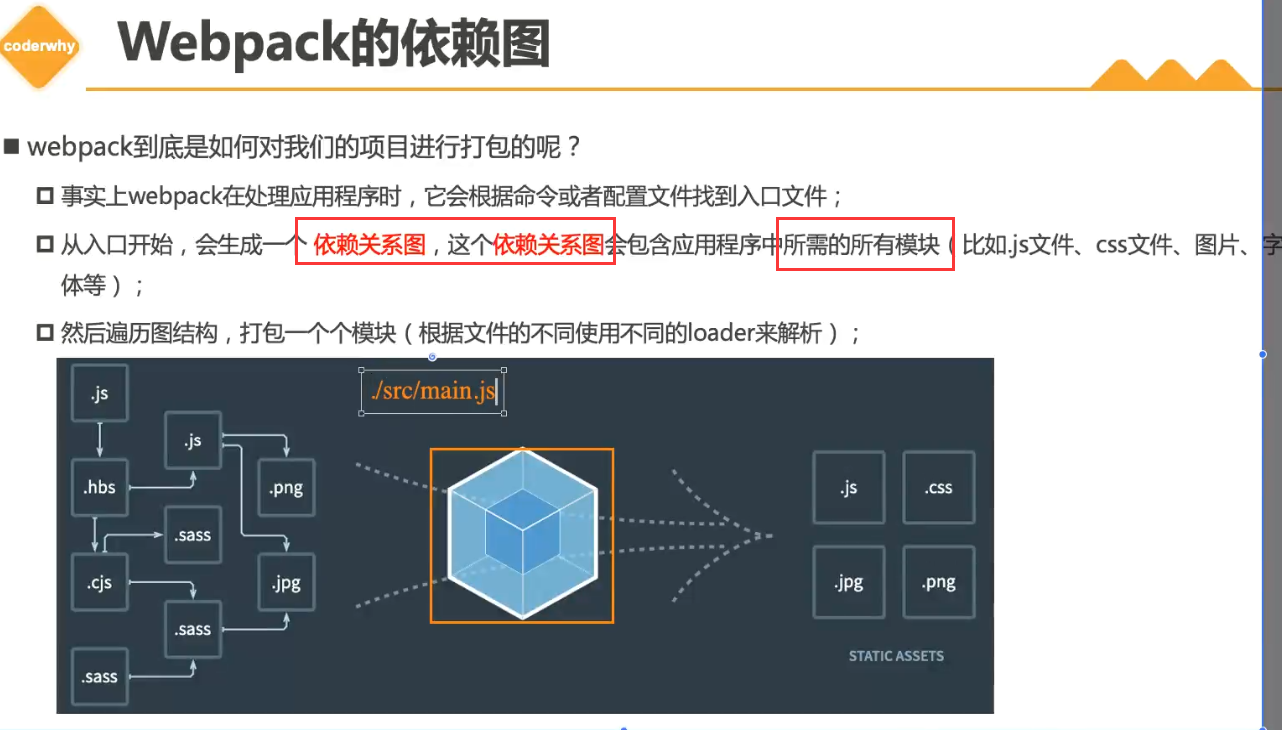 coderwhy
Webpack的依赖图
webpack到底是如何对我们的项目进行打包的呢？
事实上webpack在处理应用程序时，它会根据命令或者配置文件找到入口文件；
从入口开始，会生成一个 依赖关系图，这个依赖关系图会包含应用程序中所需的所有模块（比如.js文件、css文件、图片、字
体等）；
然后遍历图结构，打包一个个模块（根据文件的不同使用不同的loader来解析）；
./src/main.js
.js
.js
.hbs
.png
.sass
.cjs
.jpg
.sass
.sass
.js
.css
.jpg
.png
STATIC ASSETS